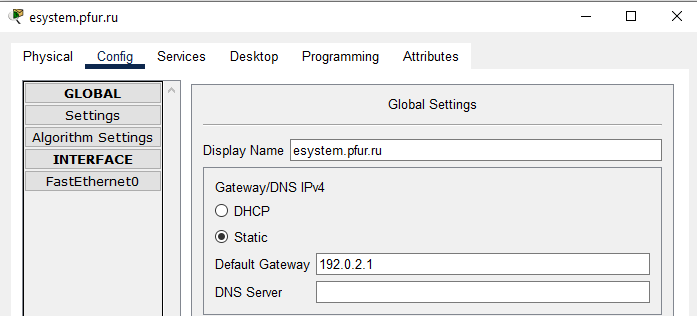 esystem.pfur.ru
Physical Config Services Desktop Programming Attributes
GLOBAL
Settings
Algorithm Settings
INTERFACE
FastEthernet0
Global Settings
Display Name esystem.pfur.ru
Gateway/DNS IPv4
DHCP
Static
Default Gateway 192.0.2.1
DNS Server